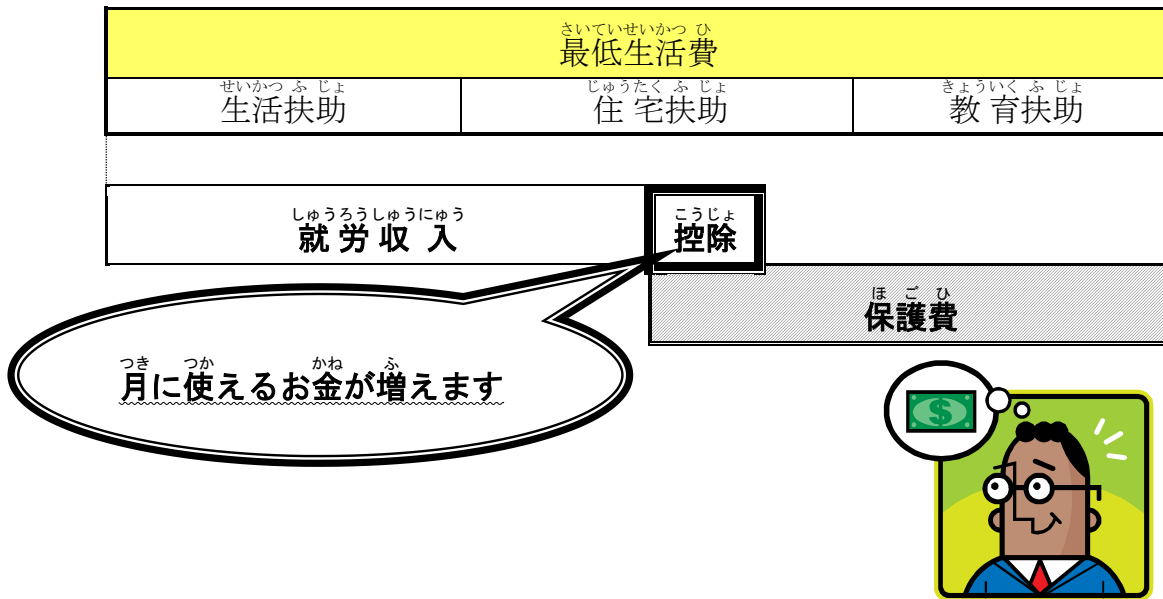 さいていせいかつ ひ
最低生活費
せいかつ ふ じょ じゅうたく ふ じょ きょういく ふ じょ
生活扶助 住宅扶助 教育扶助
しゅうろうしゅうにゅう こうじょ
就労収入 控除
ほ ご ひ
保護費
つき つか かね ふ
月に使えるお金が増えます
$